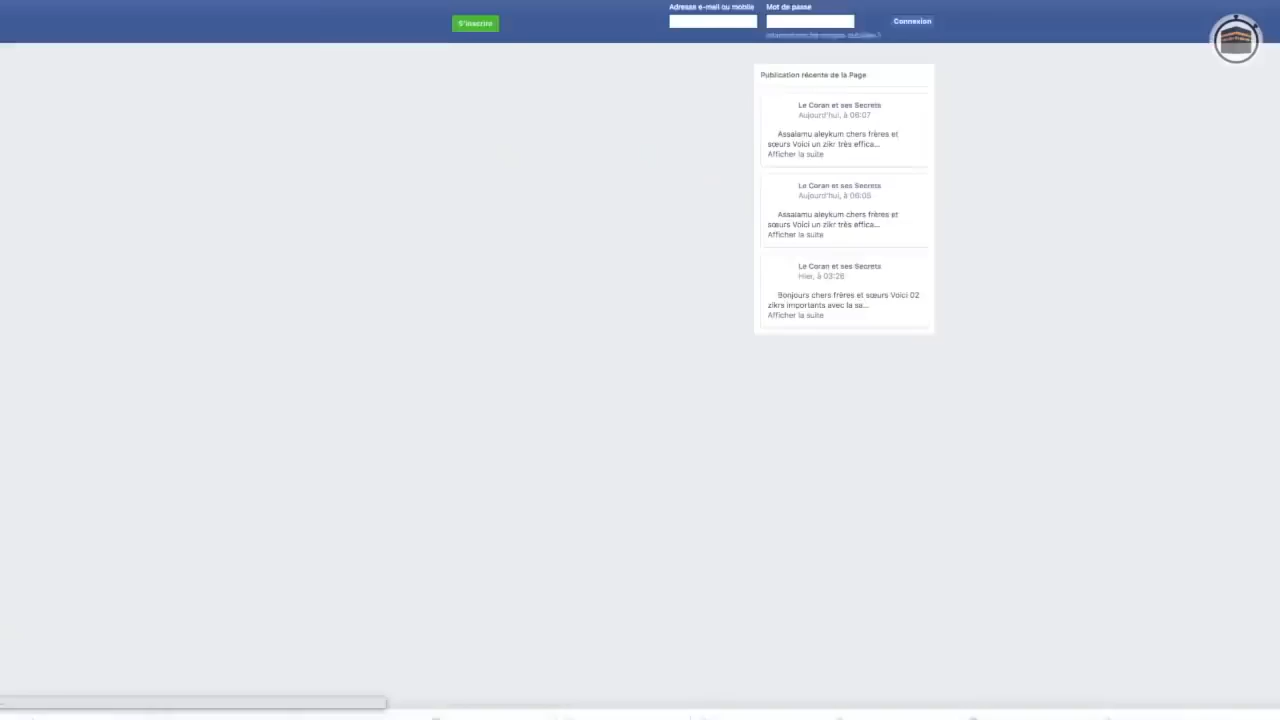 Adresse e-mail ou mobile
Mot de passe
S'inscrire
Connexion
Publication récente de la Page
Le Coran et ses Secrets
Aujourd'hui, à 06:07
Assalamu aleykum chers frères et
sœurs Voici un zikr très effica...
Afficher la suite
Le Coran et ses Secrets
Aujourd'hui, à 06:05
Assalamu aleykum chers frères et
sœurs Voici un zikr très effica...
Afficher la suite
Le Coran et ses Secrets
Hier, à 03:26
Bonjours chers frères et sœurs Voici 02
zikrs importants avec la sa...
Afficher la suite